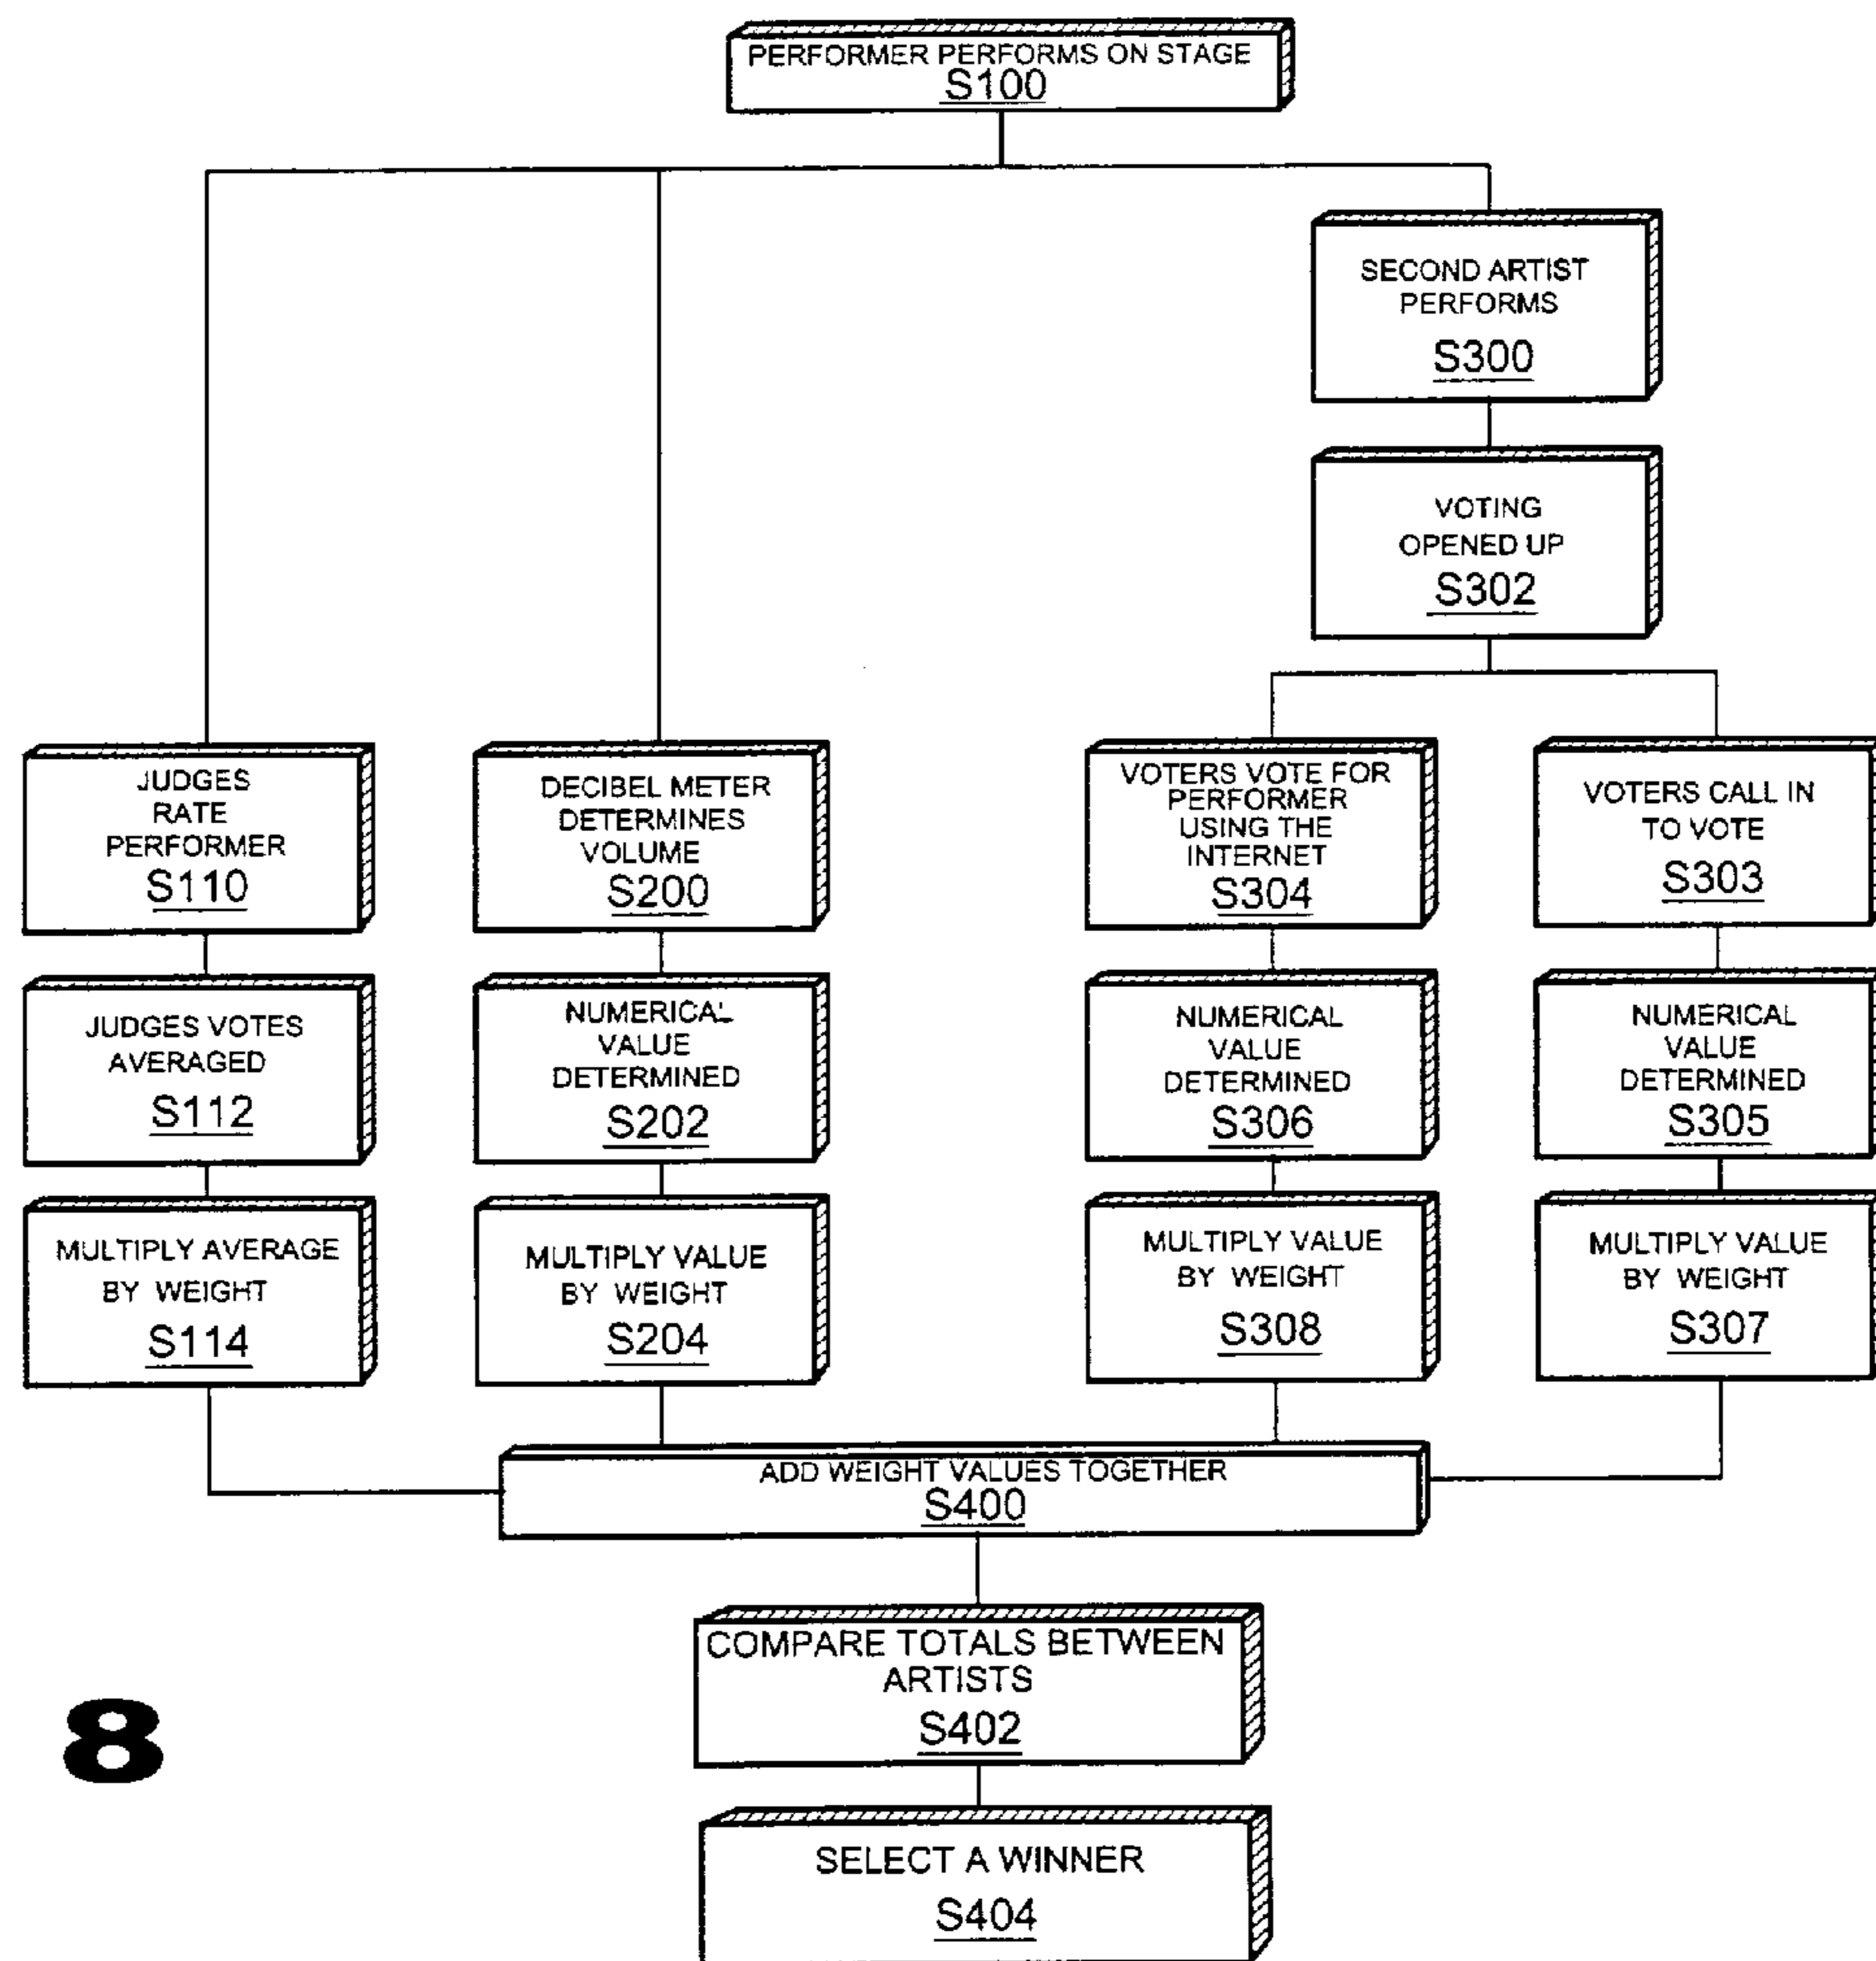 PERFORMER PERFORMS ON STAGE
S100
SECOND ARTIST
PERFORMS
S300
VOTING
OPENED UP
S302
JUDGES
RATE
PERFORMER
S110
DECIBEL METER
DETERMINES
VOLUME
S200
VOTERS VOTE FOR
PERFORMER
USING THE
INTERNET
S304
VOTERS CALL IN
TO VOTE
S303
JUDGES VOTES
AVERAGED
S112
NUMERICAL
VALUE
DETERMINED
S202
NUMERICAL
VALUE
DETERMINED
S306
NUMERICAL
VALUE
DETERMINED
S305
MULTIPLY AVERAGE
BY WEIGHT
S114
MULTIPLY VALUE
BY WEIGHT
S204
MULTIPLY VALUE
BY WEIGHT
S308
MULTIPLY VALUE
BY WEIGHT
S307
ADD WEIGHT VALUES TOGETHER
S400
COMPARE TOTALS BETWEEN
ARTISTS
S402
8
SELECT A WINNER
S404